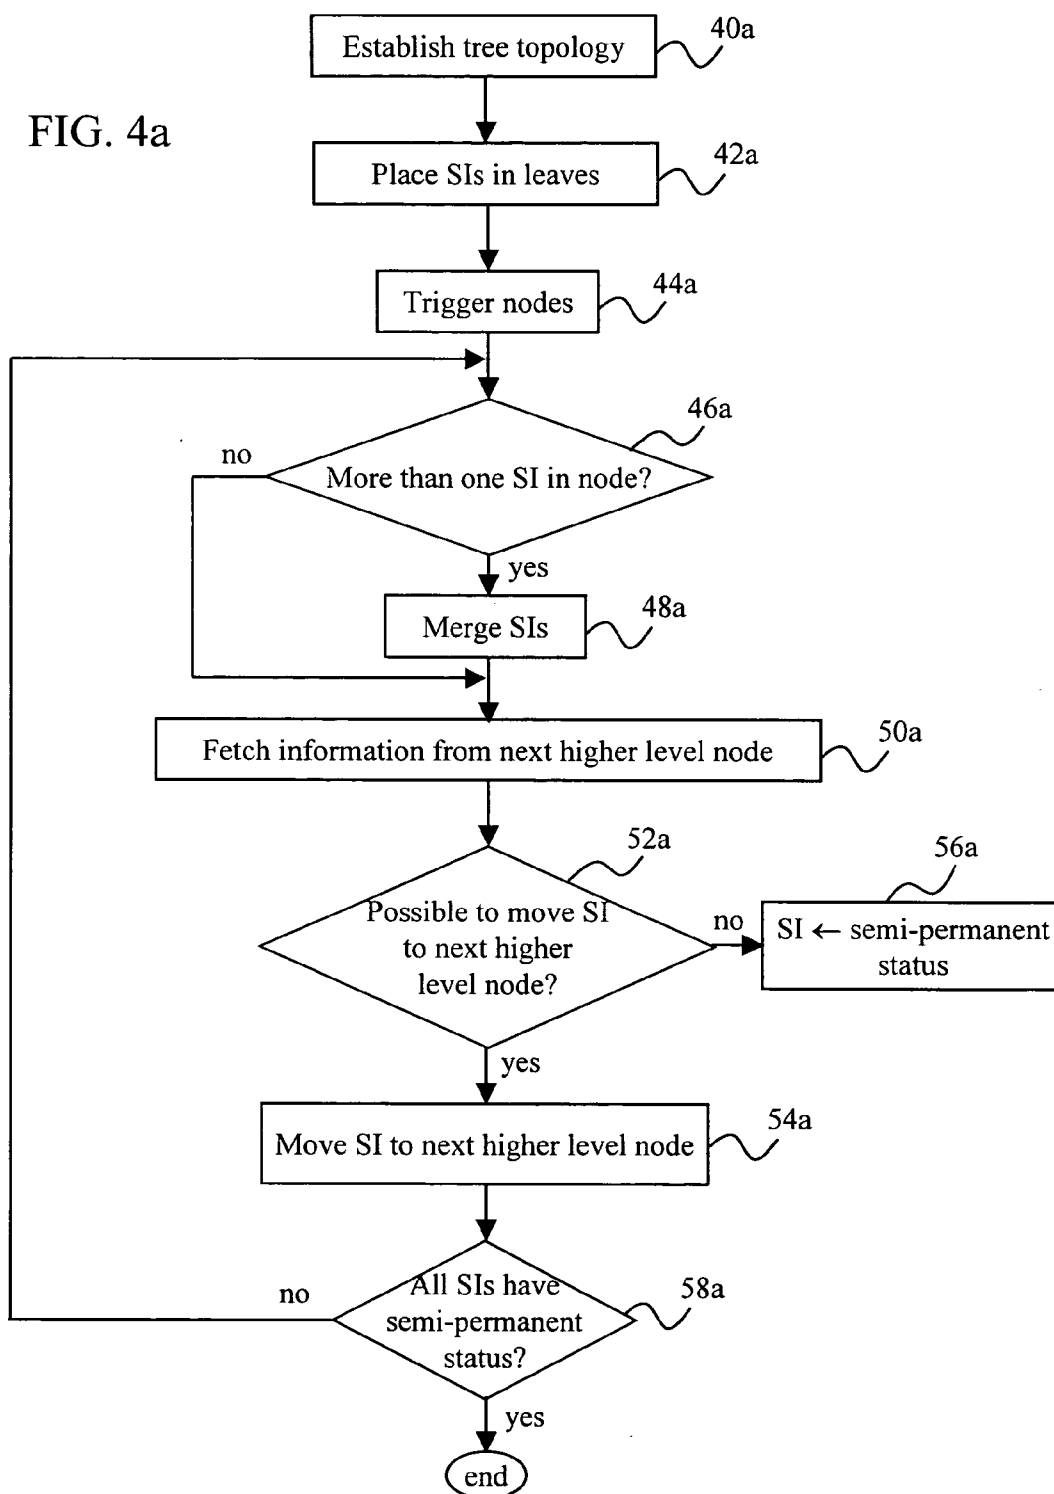 Establish tree topology
40a
FIG. 4a
Place SIs in leaves
42a
Trigger nodes
44a
46a
no
More than one SI in node?
yes
Merge SIs
48a
Fetch information from next higher level node
50a
52a
56a
Possible to move SI
to next higher
level node?
no
SI ← semi-permanent
status
yes
Move SI to next higher level node
54a
no
All SIs have
semi-permanent
status?
58a
yes
end